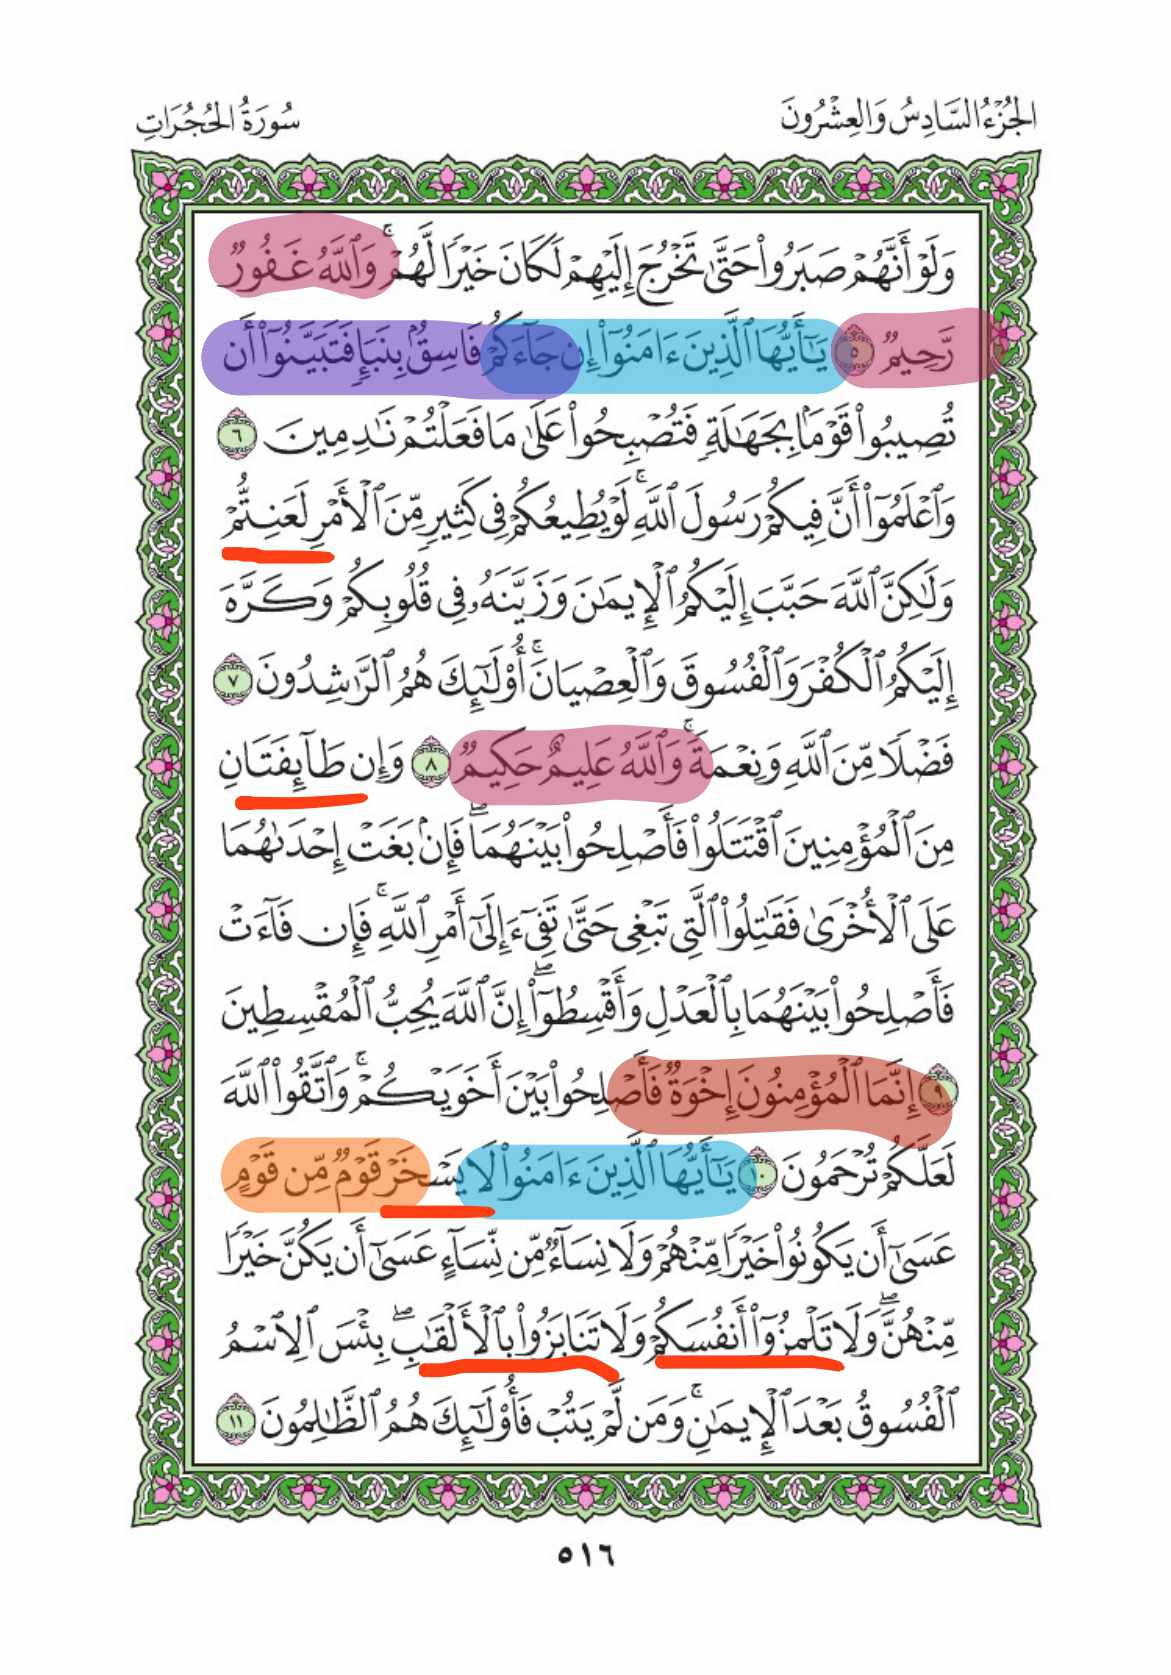 الجُزْءُ السَّادِسُ وَالعِشْرُونَ
سُورَةُ الحُجُرَاتِ
وَلَوْ أَنَّهُمْ صَبَرُوا۟ حَتَّىٰ تَخْرُجَ إِلَيْهِمْ لَكَانَ خَيْرًا لَّهُمْ ۚ وَٱللَّهُ غَفُورٌ
رَّحِيمٌ ٥ يَـٰٓأَيُّهَا ٱلَّذِينَ ءَامَنُوٓا۟ إِن جَآءَكُمْ فَاسِقٌۢ بِنَبَإٍ فَتَبَيَّنُوٓا۟ أَن
تُصِيبُوا۟ قَوْمًۢا بِجَهَـٰلَةٍ فَتُصْبِحُوا۟ عَلَىٰ مَا فَعَلْتُمْ نَـٰدِمِينَ ٦
وَٱعْلَمُوٓا۟ أَنَّ فِيكُمْ رَسُولَ ٱللَّهِ ۚ لَوْ يُطِيعُكُمْ فِى كَثِيرٍ مِّنَ ٱلْأَمْرِ لَعَنِتُّمْ
وَلَـٰكِنَّ ٱللَّهَ حَبَّبَ إِلَيْكُمُ ٱلْإِيمَـٰنَ وَزَيَّنَهُۥ فِى قُلُوبِكُمْ وَكَرَّهَ
إِلَيْكُمُ ٱلْكُفْرَ وَٱلْفُسُوقَ وَٱلْعِصْيَانَ ۚ أُو۟لَـٰٓئِكَ هُمُ ٱلرَّٰشِدُونَ ٧
فَضْلًا مِّنَ ٱللَّهِ وَنِعْمَةً ۚ وَٱللَّهُ عَلِيمٌ حَكِيمٌ ٨ وَإِن طَآئِفَتَانِ
مِنَ ٱلْمُؤْمِنِينَ ٱقْتَتَلُوا۟ فَأَصْلِحُوا۟ بَيْنَهُمَا ۖ فَإِنۢ بَغَتْ إِحْدَىٰهُمَا
عَلَى ٱلْأُخْرَىٰ فَقَـٰتِلُوا۟ ٱلَّتِى تَبْغِى حَتَّىٰ تَفِىٓءَ إِلَىٰٓ أَمْرِ ٱللَّهِ ۚ فَإِن فَآءَتْ
فَأَصْلِحُوا۟ بَيْنَهُمَا بِٱلْعَدْلِ وَأَقْسِطُوٓا۟ ۖ إِنَّ ٱللَّهَ يُحِبُّ ٱلْمُقْسِطِينَ
٩ إِنَّمَا ٱلْمُؤْمِنُونَ إِخْوَةٌ فَأَصْلِحُوا۟ بَيْنَ أَخَوَيْكُمْ ۚ وَٱتَّقُوا۟ ٱللَّهَ
لَعَلَّكُمْ تُرْحَمُونَ ١٠ يَـٰٓأَيُّهَا ٱلَّذِينَ ءَامَنُوا۟ لَا يَسْخَرْ قَوْمٌ مِّن قَوْمٍ
عَسَىٰٓ أَن يَكُونُوا۟ خَيْرًا مِّنْهُمْ وَلَا نِسَآءٌ مِّن نِّسَآءٍ عَسَىٰٓ أَن يَكُنَّ خَيْرًا
مِّنْهُنَّ ۖ وَلَا تَلْمِزُوٓا۟ أَنفُسَكُمْ وَلَا تَنَابَزُوا۟ بِٱلْأَلْقَـٰبِ ۖ بِئْسَ ٱلِٱسْمُ
ٱلْفُسُوقُ بَعْدَ ٱلْإِيمَـٰنِ ۚ وَمَن لَّمْ يَتُبْ فَأُو۟لَـٰٓئِكَ هُمُ ٱلظَّـٰلِمُونَ ١١
٥١٦